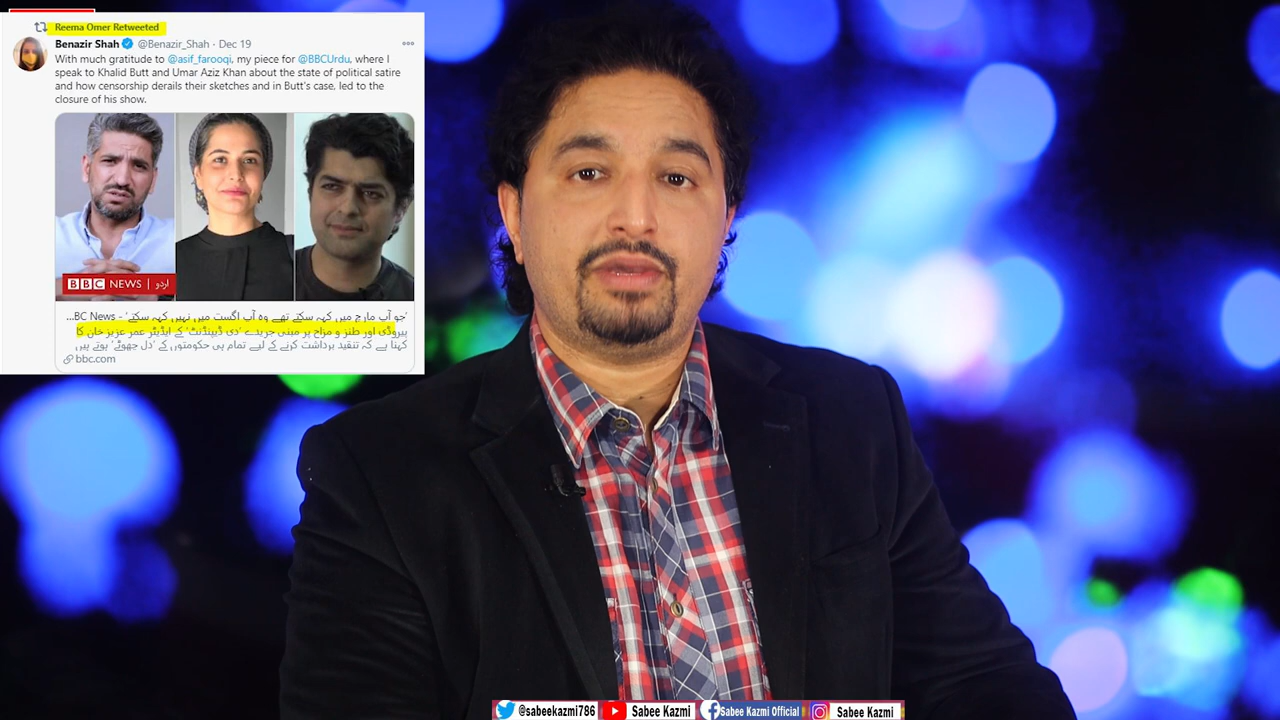 Reema Omer Retweeted
Benazir Shah @Benazir_Shah · Dec 19
With much gratitude to @asif_farooqi, my piece for @BBCUrdu, where I
speak to Khalid Butt and Umar Aziz Khan about the state of political satire
and how censorship derails their sketches and in Butt's case, led to the
closure of his show.
BBC NEWS | اردو
'جو آپ مارچ میں کہہ سکتے تھے وہ آپ اگست میں نہیں کہہ سکتے' - BC News...
پیروڈی اور طنز و مزاح پر مبنی جریدے 'دی ڈیپنڈنٹ' کے ایڈیٹر عمر عزیز خان کا
کہنا ہے کہ تنقید برداشت کرنے کے لیے تمام ہی حکومتوں کے 'دل چھوٹے' ہوتے ہیں
bbc.com
@sabeekazmi786 Sabee Kazmi Sabee Kazmi Official Sabee Kazmi